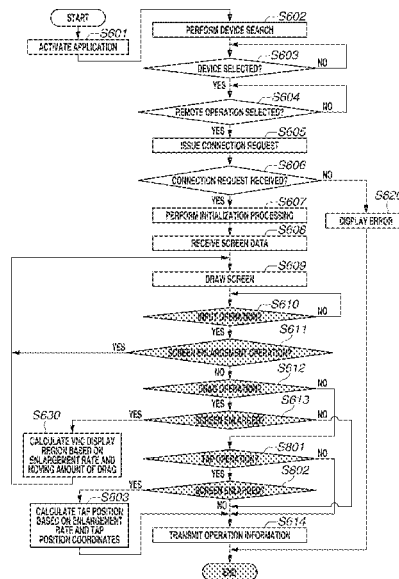 START
S601
ACTIVATE APPLICATION
S602
PERFORM DEVICE SEARCH
S603
DEVICE SELECTED?
NO
YES
S604
REMOTE OPERATION SELECTED?
NO
YES
S605
ISSUE CONNECTION REQUEST
S606
CONNECTION REQUEST RECEIVED?
NO
YES
S607
PERFORM INITIALIZATION PROCESSING
S620
DISPLAY ERROR
S608
RECEIVE SCREEN DATA
S609
DRAW SCREEN
S610
INPUT OPERATION?
NO
YES
S611
SCREEN ENLARGEMENT OPERATION?
YES
NO
S612
DRAG OPERATION?
NO
YES
S613
SCREEN ENLARGED?
YES
NO
S630
CALCULATE VNC DISPLAY
REGION BASED ON
ENLARGEMENT RATE AND
MOVING AMOUNT OF DRAG
S801
TAP OPERATION?
NO
YES
S802
SCREEN ENLARGED?
YES
NO
S803
CALCULATE TAP POSITION
BASED ON ENLARGEMENT
RATE AND TAP
POSITION COORDINATES
S614
TRANSMIT OPERATION INFORMATION
END